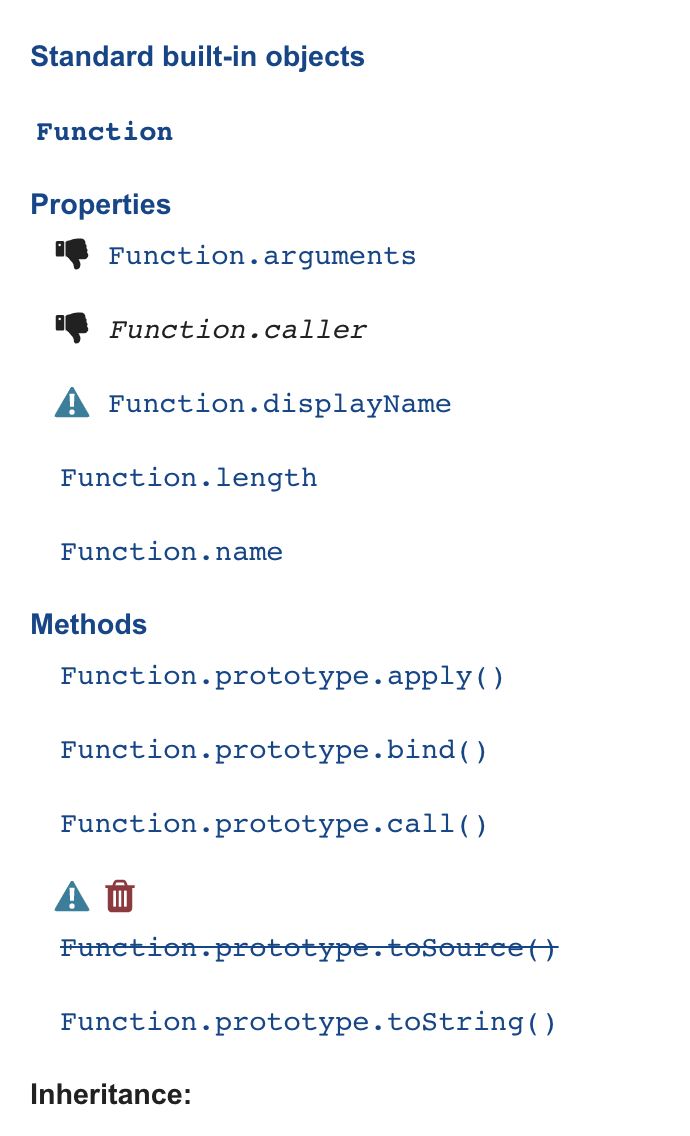 Standard built-in objects
Function
Properties
Function.arguments
Function.caller
Function.displayName
Function.length
Function.name
Methods
Function.prototype.apply()
Function.prototype.bind()
Function.prototype.call()
Function.prototype.toSource()
Function.prototype.toString()
Inheritance: